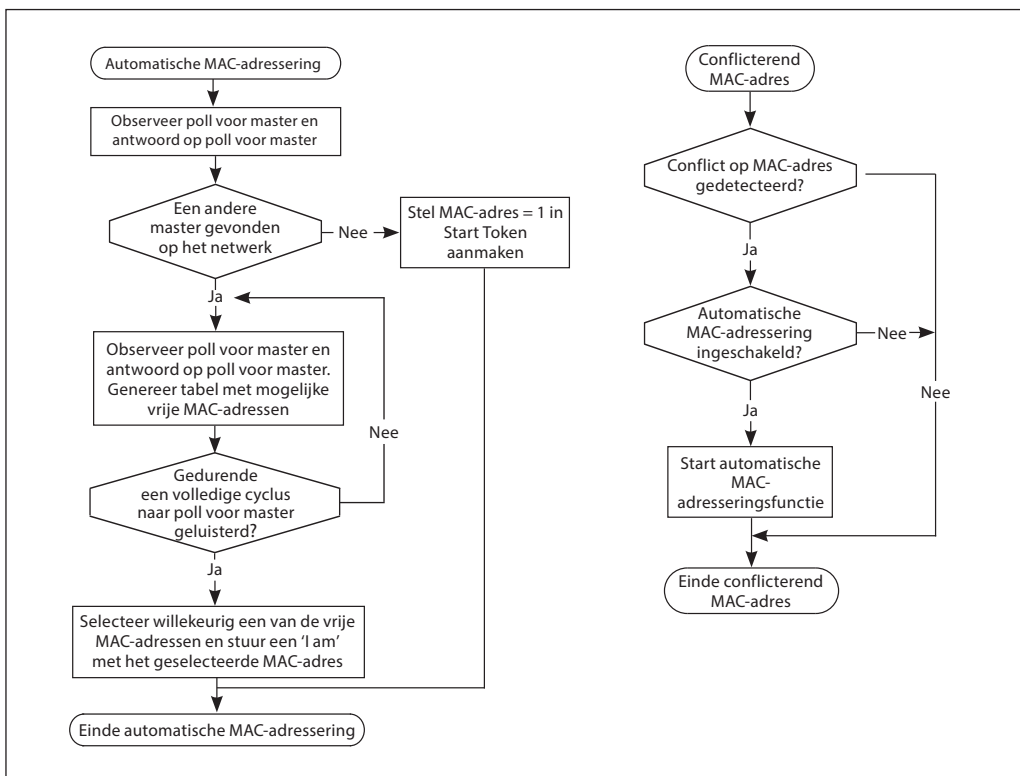 Automatische MAC-adressering
Observeer poll voor master en
antwoord op poll voor master
Een andere
master gevonden
op het netwerk
Nee
Stel MAC-adres = 1 in
Start Token
aanmaken
Ja
Observeer poll voor master en
antwoord op poll voor master.
Genereer tabel met mogelijke
vrije MAC-adressen
Nee
Gedurende
een volledige cyclus
naar poll voor master
geluisterd?
Ja
Selecteer willekeurig een van de vrije
MAC-adressen en stuur een ‘I am’
met het geselecteerde MAC-adres
Einde automatische MAC-adressering
Conflicterend
MAC-adres
Conflict op MAC-adres
gedetecteerd?
Ja
Automatische
MAC-adressering
ingeschakeld?
Nee
Nee
Ja
Start automatische
MAC-
adresseringsfunctie
Einde conflicterend
MAC-adres